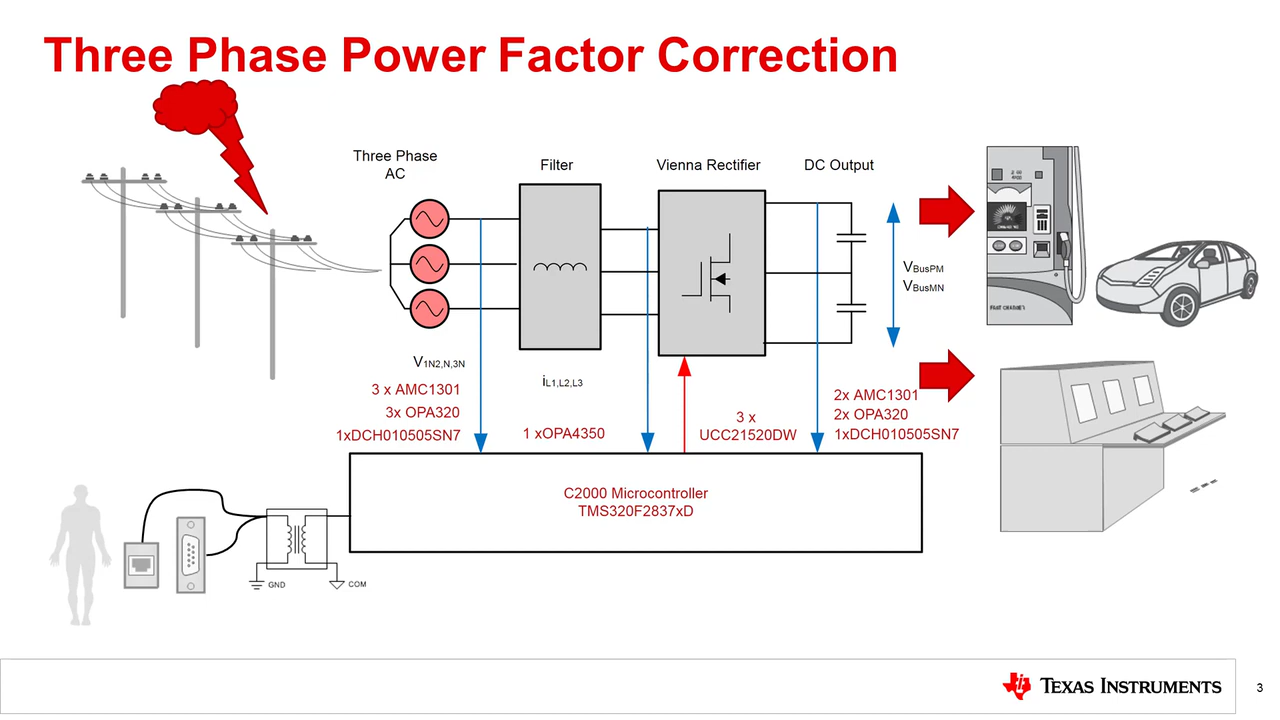 Three Phase Power Factor Correction
Three Phase
AC
Filter
Vienna Rectifier
DC Output
VBusPM
VBusMN
V1N2,N,3N
iL1,L2,L3
3 x AMC1301
3x OPA320
1xDCH010505SN7
1 xOPA4350
3 x
UCC21520DW
2x AMC1301
2x OPA320
1xDCH010505SN7
C2000 Microcontroller
TMS320F2837xD
GND
COM
TEXAS INSTRUMENTS
3